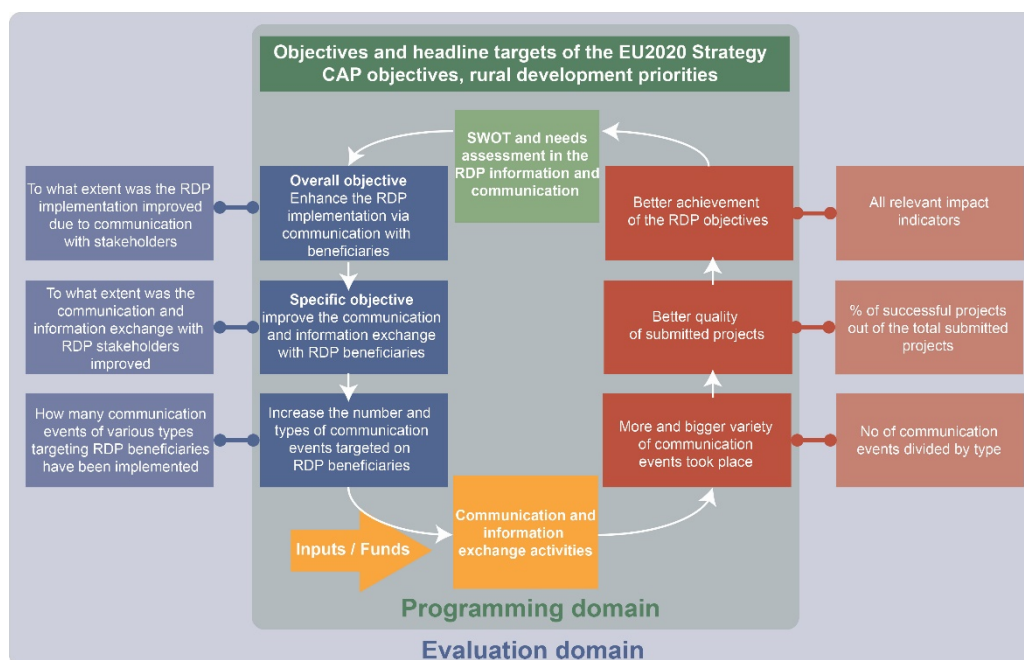 Objectives and headline targets of the EU2020 Strategy
CAP objectives, rural development priorities
SWOT and needs
assessment in the
RDP information and
communication
To what extent was the RDP
implementation improved
due to communication
with stakeholders
Overall objective
Enhance the RDP
implementation via
communication with
beneficiaries
Better achievement
of the RDP objectives
All relevant impact
indicators
To what extent was the
communication and
information exchange with
RDP stakeholders
improved
Specific objective
improve the communication
and information exchange
with RDP beneficiaries
Better quality
of submitted projects
% of successful projects
out of the total submitted
projects
How many communication
events of various types
targeting RDP beneficiaries
have been implemented
Increase the number and
types of communication
events targeted on
RDP beneficiaries
More and bigger variety
of communication
events took place
No of communication
events divided by type
Inputs / Funds
Communication and
information
exchange activities
Programming domain
Evaluation domain